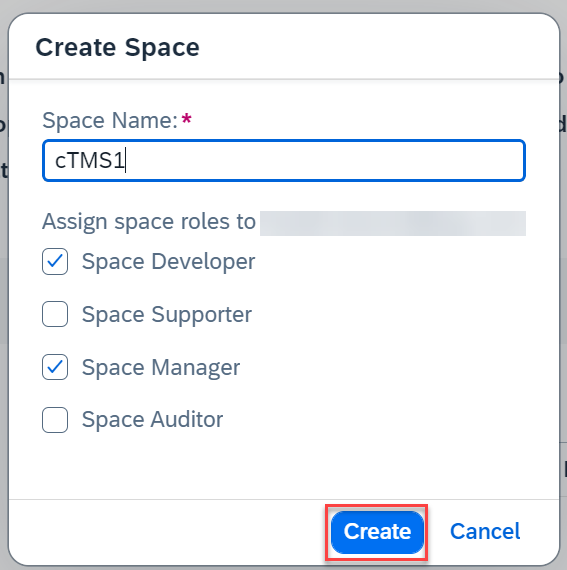 Create Space
Space Name:*
cTMS1
Assign space roles to
Space Developer
Space Supporter
Space Manager
Space Auditor
Create Cancel